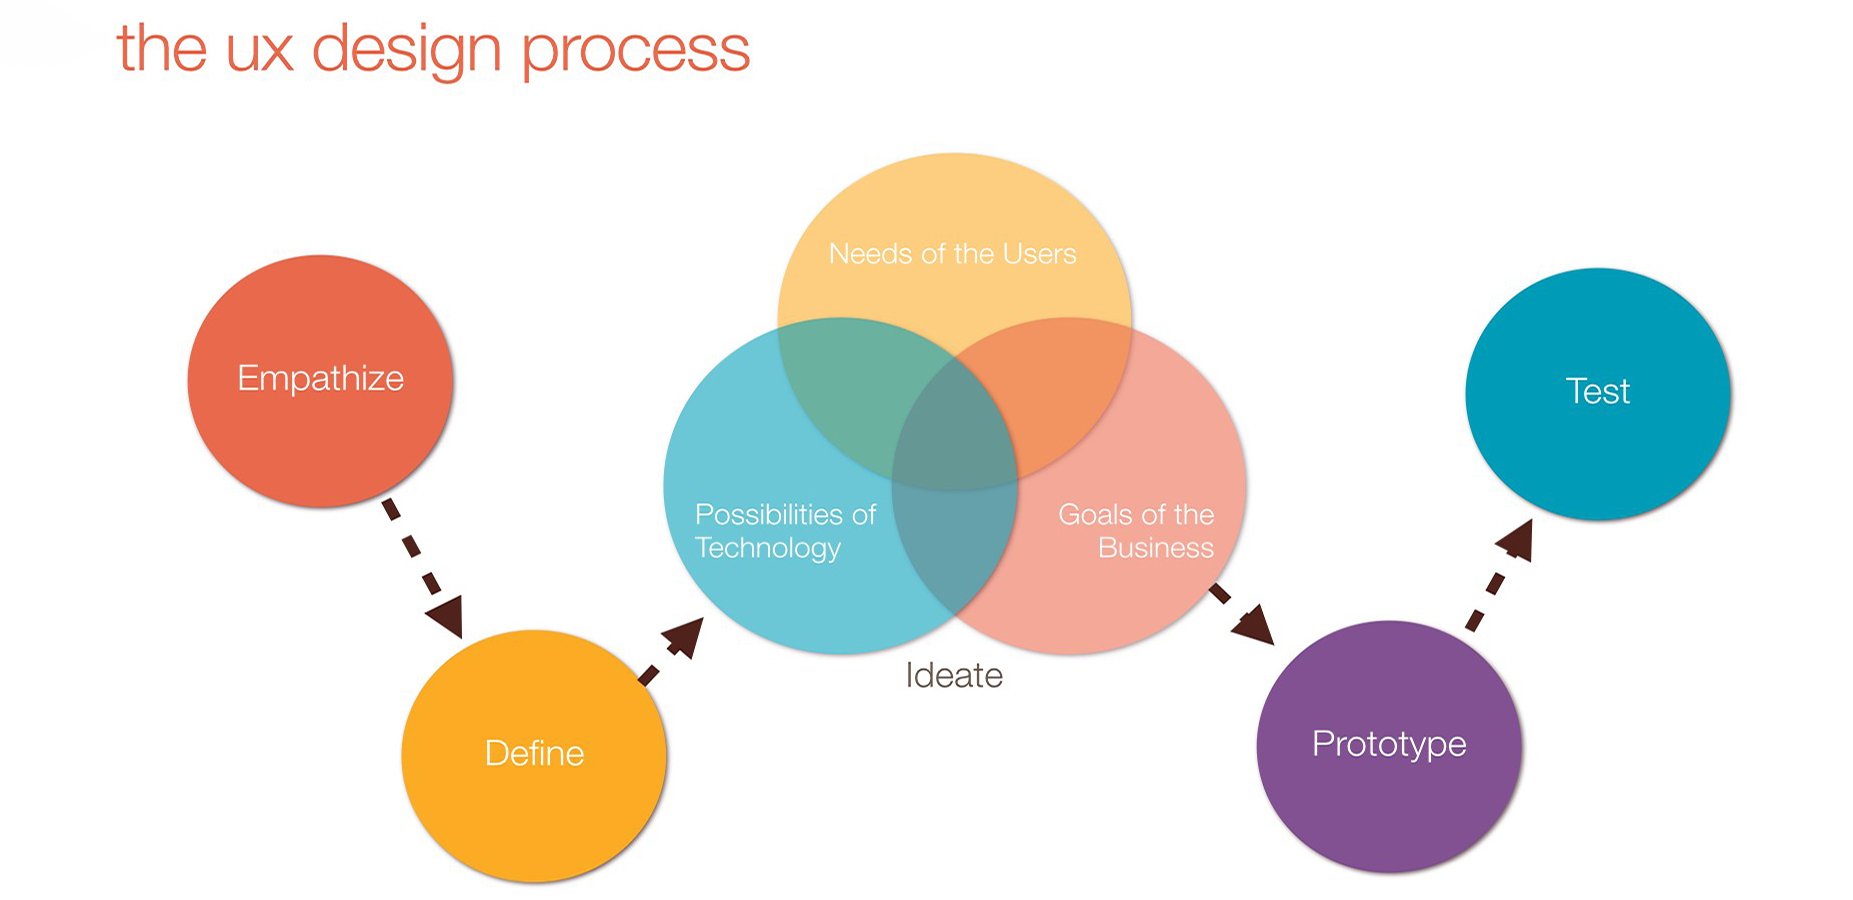 the ux design process
Empathize
Define
Needs of the Users
Possibilities of
Technology
Goals of the
Business
Ideate
Prototype
Test